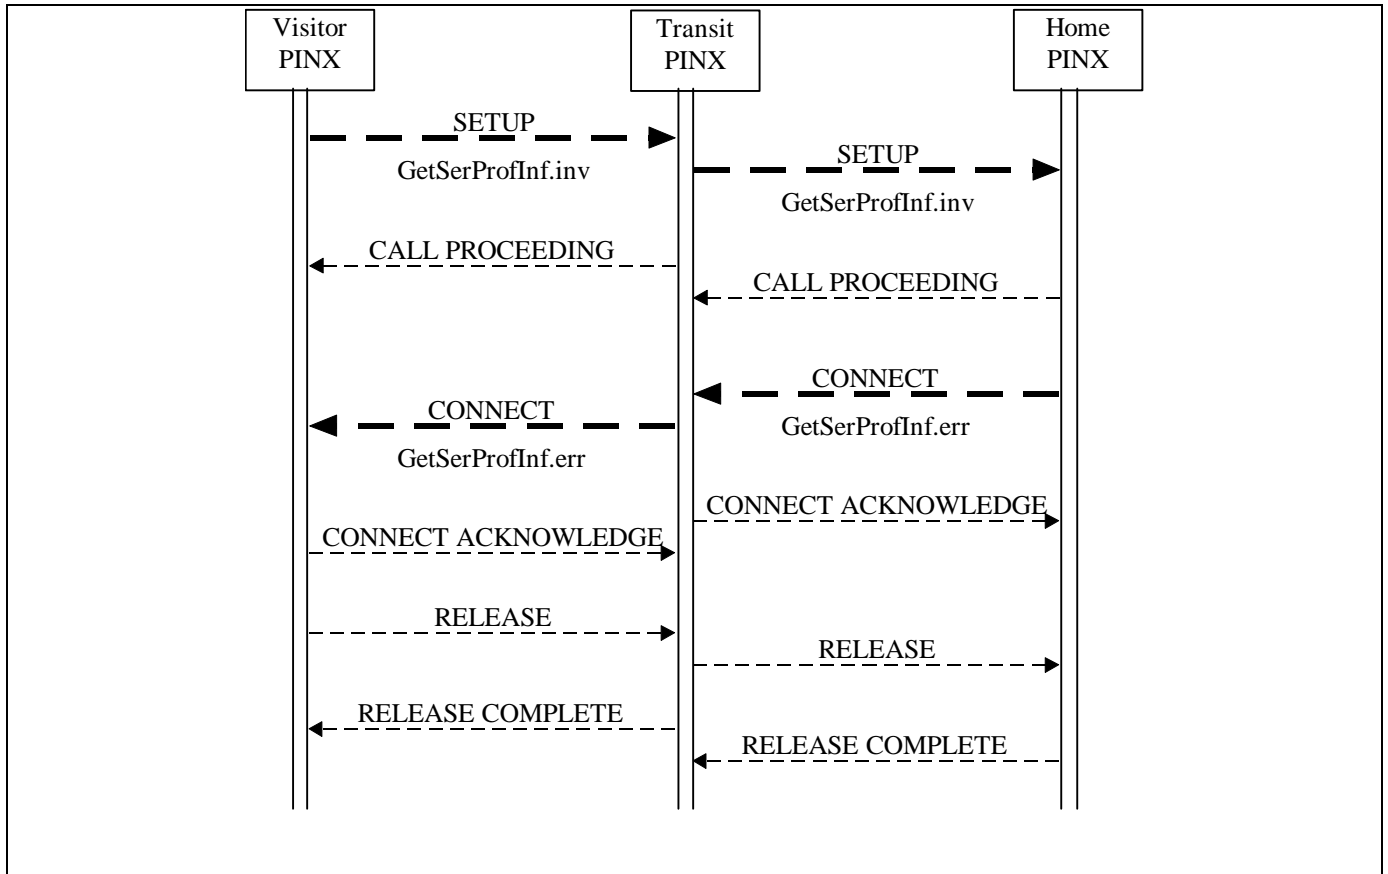 Visitor
PINX
Transit
PINX
Home
PINX
SETUP
GetSerProfInf.inv
SETUP
GetSerProfInf.inv
CALL PROCEEDING
CALL PROCEEDING
CONNECT
GetSerProfInf.err
CONNECT
GetSerProfInf.err
CONNECT ACKNOWLEDGE
CONNECT ACKNOWLEDGE
RELEASE
RELEASE
RELEASE COMPLETE
RELEASE COMPLETE